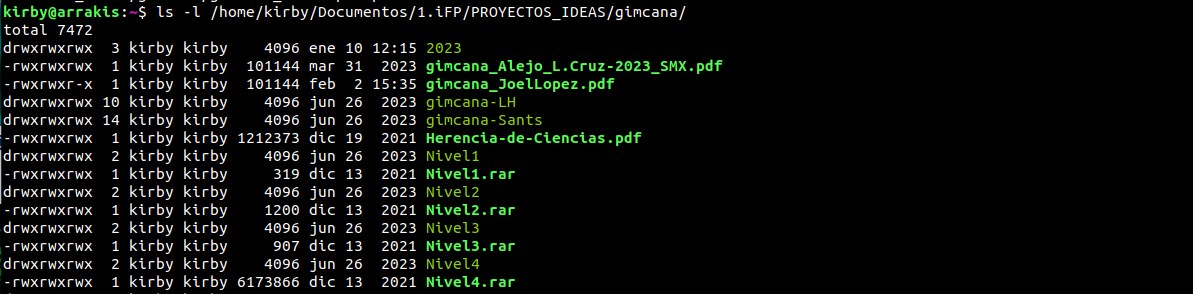 kirby@arrakis:~$ ls -l /home/kirby/Documentos/1.iFP/PROYECTOS_IDEAS/gimcana/
total 7472
drwxrwxrwx  3 kirby kirby    4096 ene 10 12:15 2023
-rwxrwxrwx  1 kirby kirby  101144 mar 31  2023 gimcana_Alejo_L.Cruz-2023_SMX.pdf
-rwxrwxr-x  1 kirby kirby  101144 feb  2 15:35 gimcana_JoelLopez.pdf
drwxrwxrwx 10 kirby kirby    4096 jun 26  2023 gimcana-LH
drwxrwxrwx 14 kirby kirby    4096 jun 26  2023 gimcana-Sants
-rwxrwxrwx  1 kirby kirby 1212373 dic 19  2021 Herencia-de-Ciencias.pdf
drwxrwxrwx  2 kirby kirby    4096 jun 26  2023 Nivel1
-rwxrwxrwx  1 kirby kirby     319 dic 13  2021 Nivel1.rar
drwxrwxrwx  2 kirby kirby    4096 jun 26  2023 Nivel2
-rwxrwxrwx  1 kirby kirby    1200 dic 13  2021 Nivel2.rar
drwxrwxrwx  2 kirby kirby    4096 jun 26  2023 Nivel3
-rwxrwxrwx  1 kirby kirby     907 dic 13  2021 Nivel3.rar
drwxrwxrwx  2 kirby kirby    4096 jun 26  2023 Nivel4
-rwxrwxrwx  1 kirby kirby 6173866 dic 13  2021 Nivel4.rar